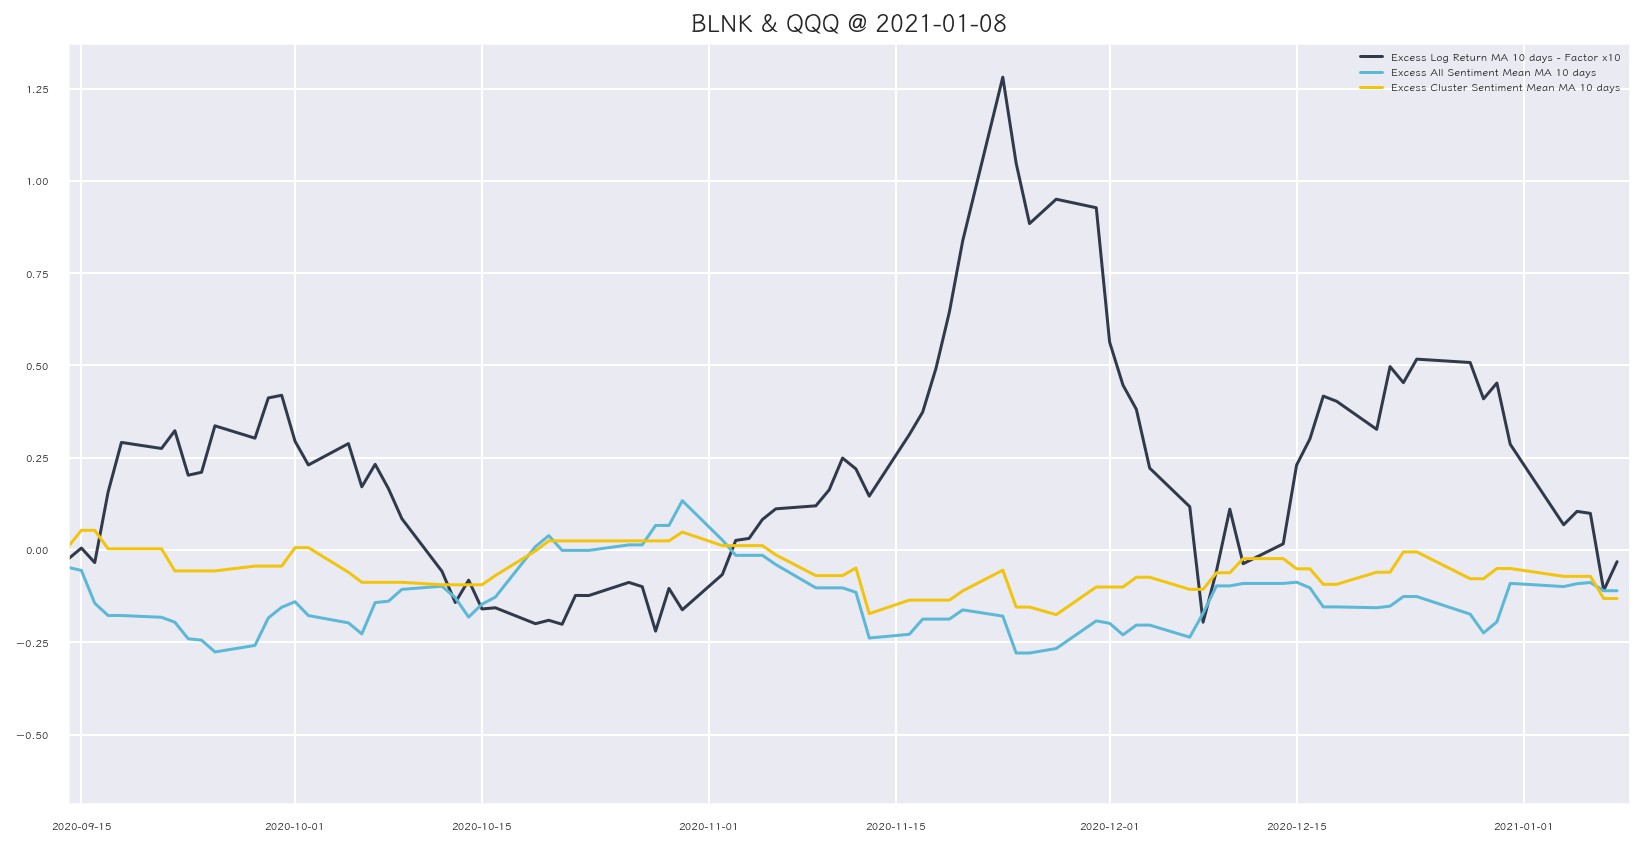 BLNK & QQQ @ 2021-01-08
Excess Log Return MA 10 days - Factor x10
Excess All Sentiment Mean MA 10 days
Excess Cluster Sentiment Mean MA 10 days
1.25
1.00
0.75
0.50
0.25
0.00
−0.25
−0.50
2020-09-15 2020-10-01 2020-10-15 2020-11-01 2020-11-15 2020-12-01 2020-12-15 2021-01-01